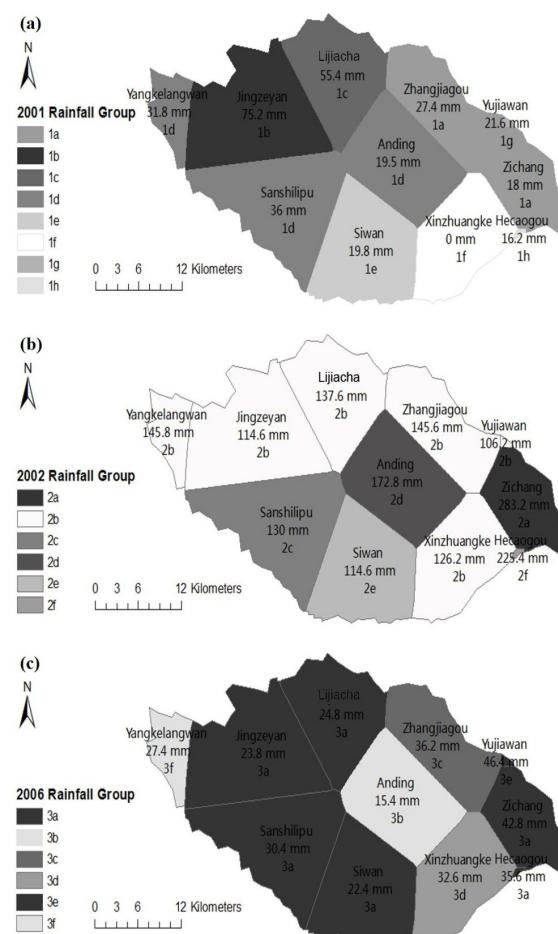 (a)
N
2001 Rainfall Group
1a
1b
1c
1d
1e
1f
1g
1h
0 3 6 12 Kilometers
Yangkelangwan
31.8 mm
1d
Jingzeyan
75.2 mm
1b
Lijiacha
55.4 mm
1c
Zhangjiagou
27.4 mm
1a
Yujiawan
21.6 mm
1g
Anding
19.5 mm
1d
Zichang
18 mm
1a
Sanshilipu
36 mm
1d
Siwan
19.8 mm
1e
Xinzhuangke
0 mm
1f
Hecaogou
16.2 mm
1h
(b)
N
2002 Rainfall Group
2a
2b
2c
2d
2e
2f
0 3 6 12 Kilometers
Yangkelangwan
145.8 mm
2b
Jingzeyan
114.6 mm
2b
Lijiacha
137.6 mm
2b
Zhangjiagou
145.6 mm
2b
Yujiawan
106.2 mm
2b
Anding
172.8 mm
2d
Zichang
283.2 mm
2a
Sanshilipu
130 mm
2c
Siwan
114.6 mm
2e
Xinzhuangke
126.2 mm
2b
Hecaogou
225.4 mm
2f
(c)
N
2006 Rainfall Group
3a
3b
3c
3d
3e
3f
0 3 6 12 Kilometers
Yangkelangwan
27.4 mm
3f
Jingzeyan
23.8 mm
3a
Lijiacha
24.8 mm
3a
Zhangjiagou
36.2 mm
3c
Yujiawan
46.4 mm
3e
Anding
15.4 mm
3b
Zichang
42.8 mm
3a
Sanshilipu
30.4 mm
3a
Siwan
22.4 mm
3a
Xinzhuangke
32.6 mm
3d
Hecaogou
35.6 mm
3a